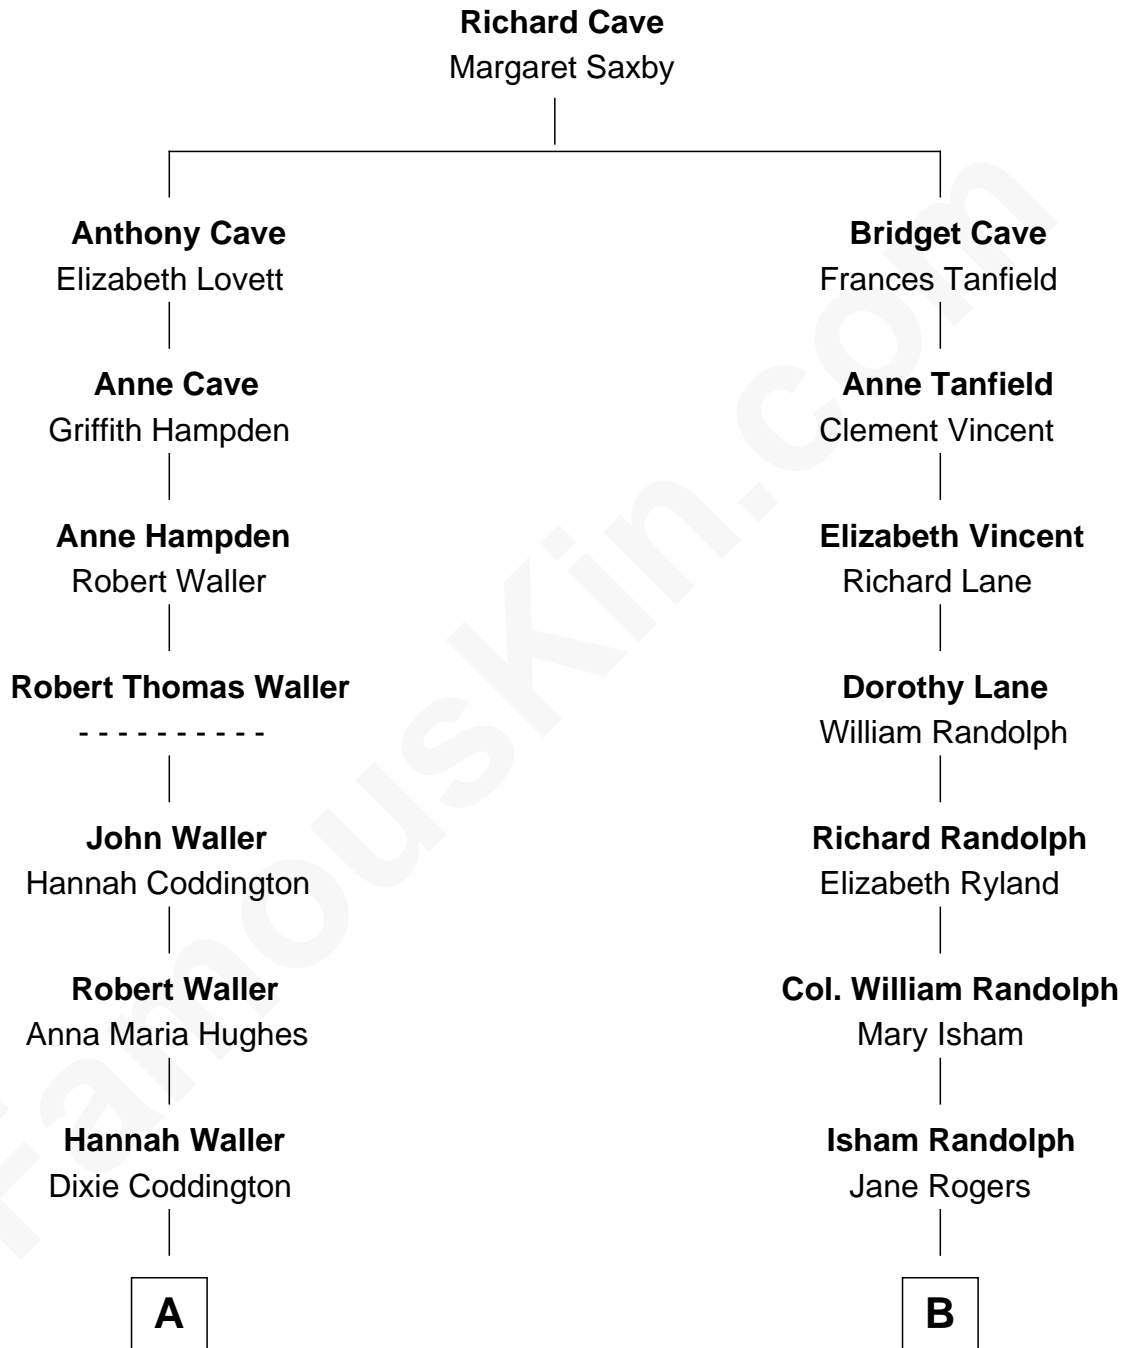 Richard Cave
Margaret Saxby
Anthony Cave
Elizabeth Lovett
Bridget Cave
Frances Tanfield
Anne Cave
Griffith Hampden
Anne Tanfield
Clement Vincent
Anne Hampden
Robert Waller
Elizabeth Vincent
Richard Lane
Robert Thomas Waller
- - - - - - - - - -
Dorothy Lane
William Randolph
John Waller
Hannah Coddington
Richard Randolph
Elizabeth Ryland
Robert Waller
Anna Maria Hughes
Col. William Randolph
Mary Isham
Hannah Waller
Dixie Coddington
Isham Randolph
Jane Rogers
A
B
FamousKin.com